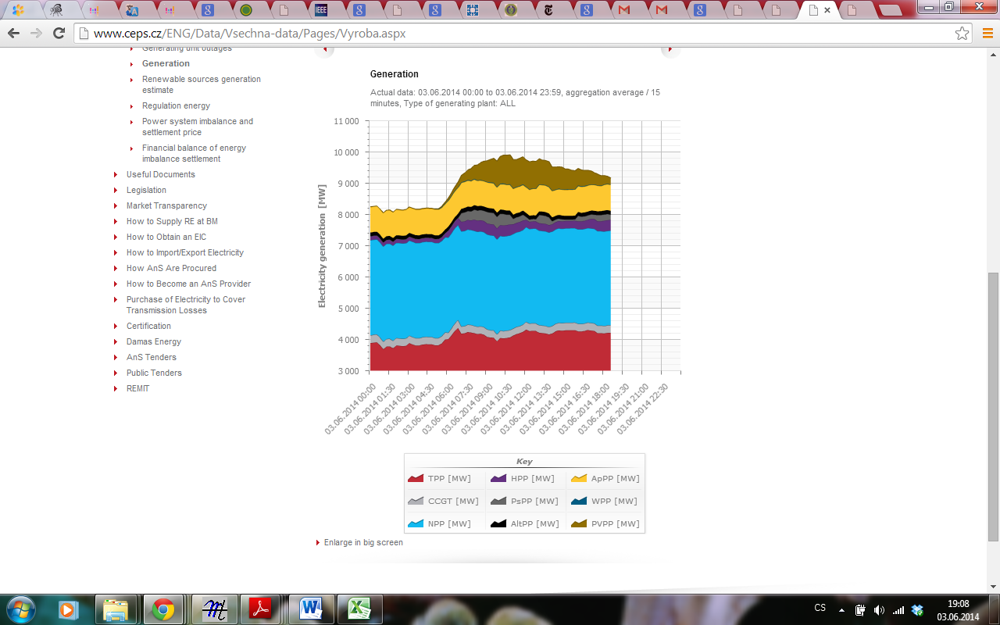 www.ceps.cz/ENG/Data/Vsechna-data/Pages/Vyroba.aspx
IEEE
Generating unit outages
Generation
Renewable sources generation
estimate
Regulation energy
Power system imbalance and
settlement price
Financial balance of energy
imbalance settlement
Useful Documents
Legislation
Market Transparency
How to Supply RE at BM
How to Obtain an EIC
How to Import/Export Electricity
How AnS Are Procured
How to Become an AnS Provider
Purchase of Electricity to Cover
Transmission Losses
Certification
Damas Energy
AnS Tenders
Public Tenders
REMIT
Generation
Actual data: 03.06.2014 00:00 to 03.06.2014 23:59, aggregation average / 15
minutes, Type of generating plant: ALL
Electricity generation [MW]
11 000
10 000
9 000
8 000
7 000
6 000
5 000
4 000
3 000
03.06.2014 00:00
03.06.2014 01:30
03.06.2014 03:00
03.06.2014 04:30
03.06.2014 06:00
03.06.2014 07:30
03.06.2014 09:00
03.06.2014 10:30
03.06.2014 12:00
03.06.2014 13:30
03.06.2014 15:00
03.06.2014 16:30
03.06.2014 18:00
03.06.2014 19:30
03.06.2014 21:00
03.06.2014 22:30
Key
TPP [MW] HPP [MW] ApPP [MW]
CCGT [MW] PsPP [MW] WPP [MW]
NPP [MW] AltPP [MW] PVPP [MW]
Enlarge in big screen
CS
19:08
03.06.2014